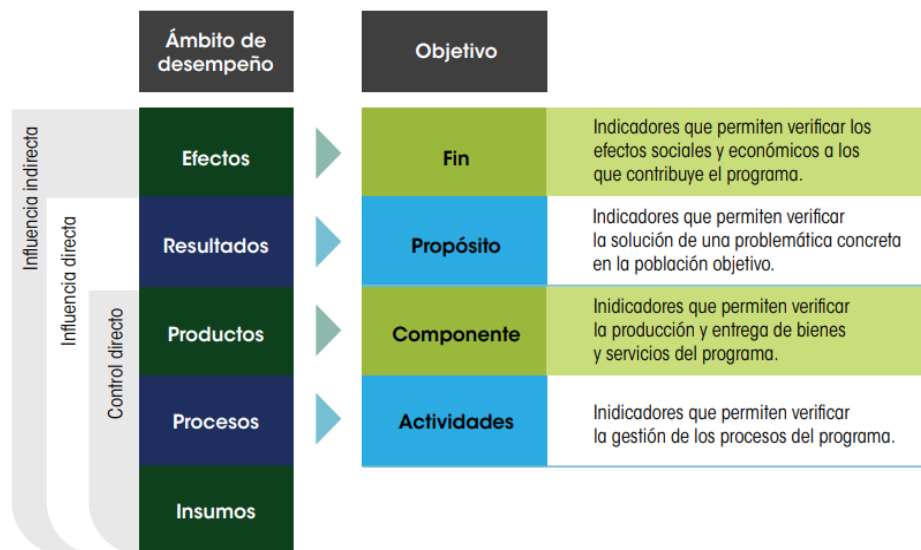 Ámbito de
desempeño
Objetivo
Influencia indirecta
Influencia directa
Control directo
Efectos
Fin
Indicadores que permiten verificar los
efectos sociales y económicos a los
que contribuye el programa.
Resultados
Propósito
Indicadores que permiten verificar
la solución de una problemática concreta
en la población objetivo.
Productos
Componente
Inidicadores que permiten verificar
la producción y entrega de bienes
y servicios del programa.
Procesos
Actividades
Inidicadores que permiten verificar
la gestión de los procesos del programa.
Insumos